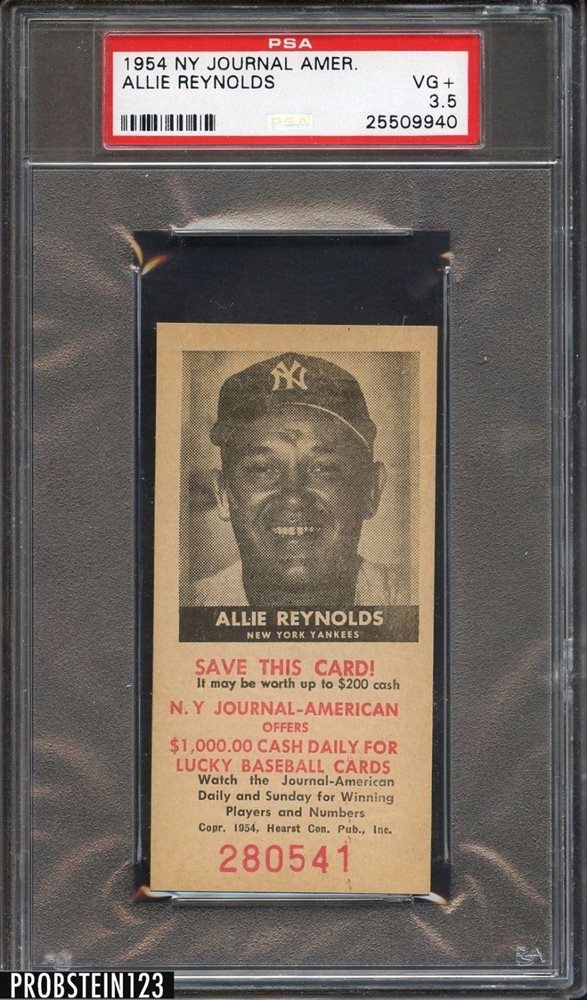 PSA
1954 NY JOURNAL AMER.
ALLIE REYNOLDS
VG+
3.5
PSA
25509940
NY
ALLIE REYNOLDS
NEW YORK YANKEES
SAVE THIS CARD!
It may be worth up to $200 cash
N. Y JOURNAL-AMERICAN
OFFERS
$1,000.00 CASH DAILY FOR
LUCKY BASEBALL CARDS
Watch the Journal-American
Daily and Sunday for Winning
Players and Numbers
Copr. 1954, Hearst Con. Pub., Inc.
280541
PSA
PROBSTEIN123